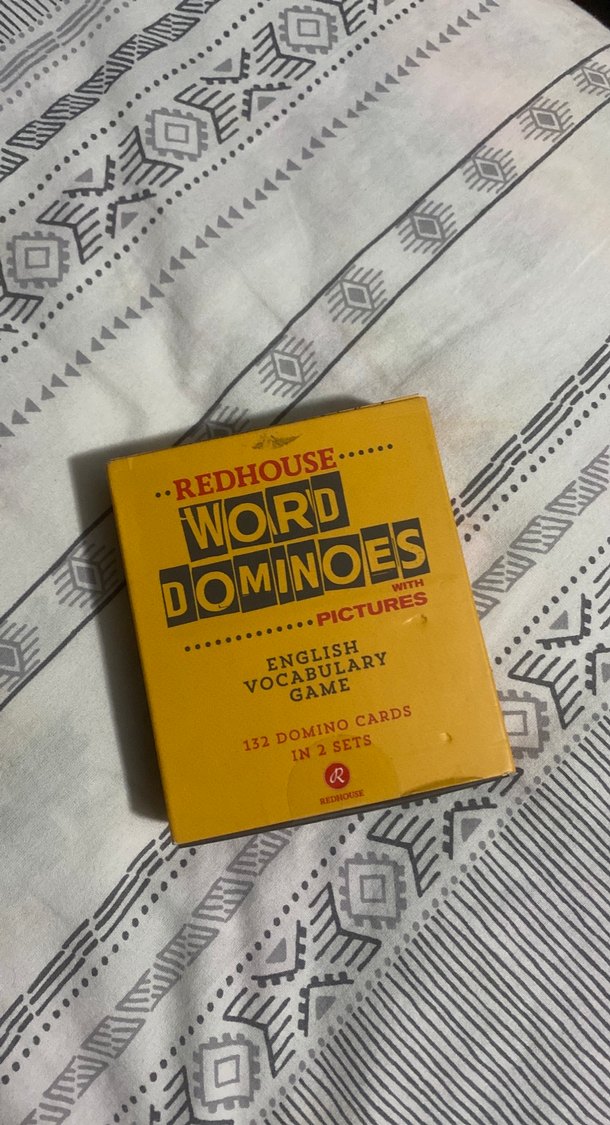 REDHOUSE
WORD
DOMINOES
WITH
PICTURES
ENGLISH
VOCABULARY
GAME
132 DOMINO CARDS
IN 2 SETS
R
REDHOUSE